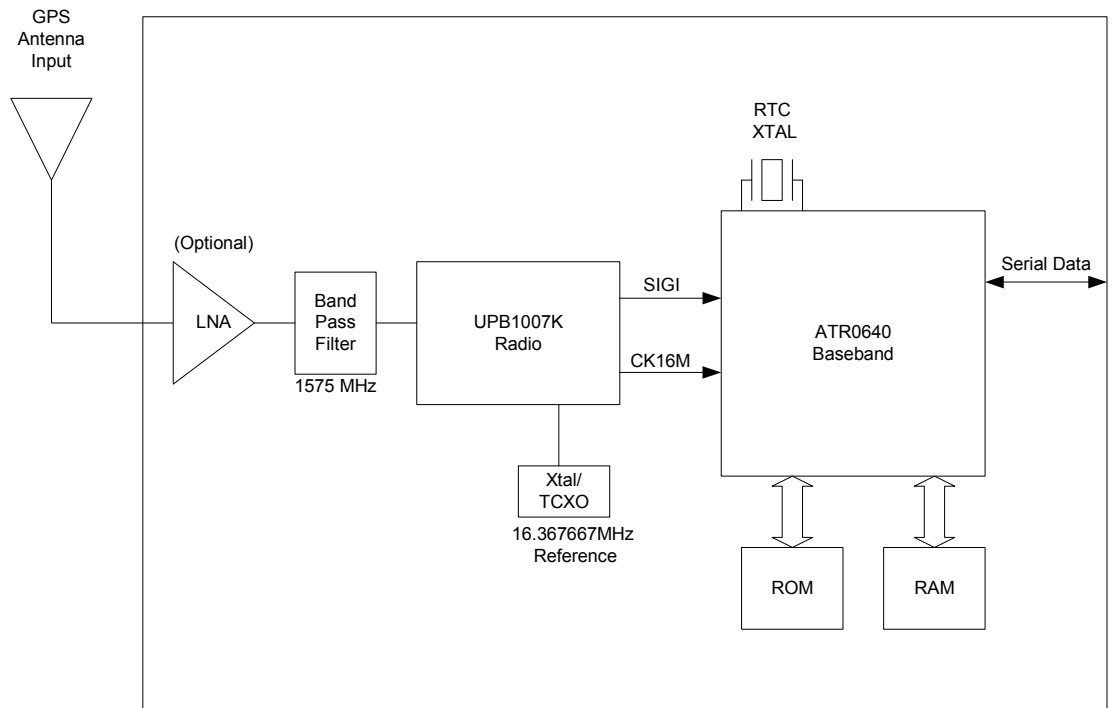 GPS
Antenna
Input
RTC
XTAL
(Optional)
LNA
Band
Pass
Filter
1575 MHz
UPB1007K
Radio
SIGI
CK16M
ATR0640
Baseband
Serial Data
Xtal/
TCXO
16.367667MHz
Reference
ROM
RAM